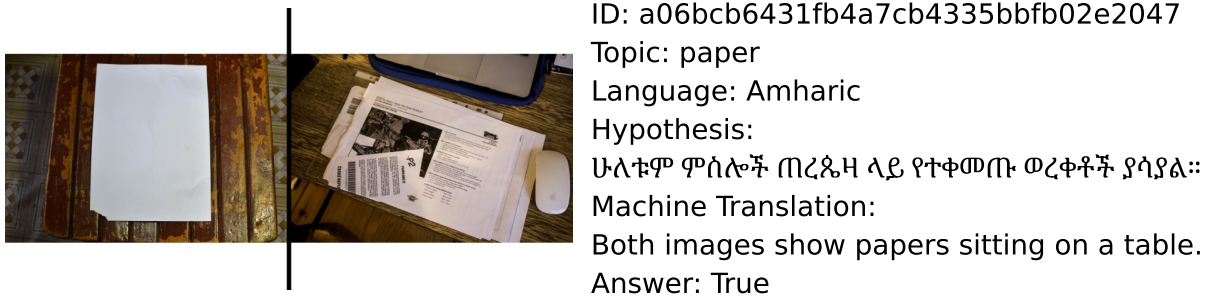 ID: a06bcb6431fb4a7cb4335bbfb02e2047
Topic: paper
Language: Amharic
Hypothesis:
ሁለቱም ምስሎች ጠረጴዛ ላይ የተቀመጡ ወረቀቶች ያሳያል።
Machine Translation:
Both images show papers sitting on a table.
Answer: True